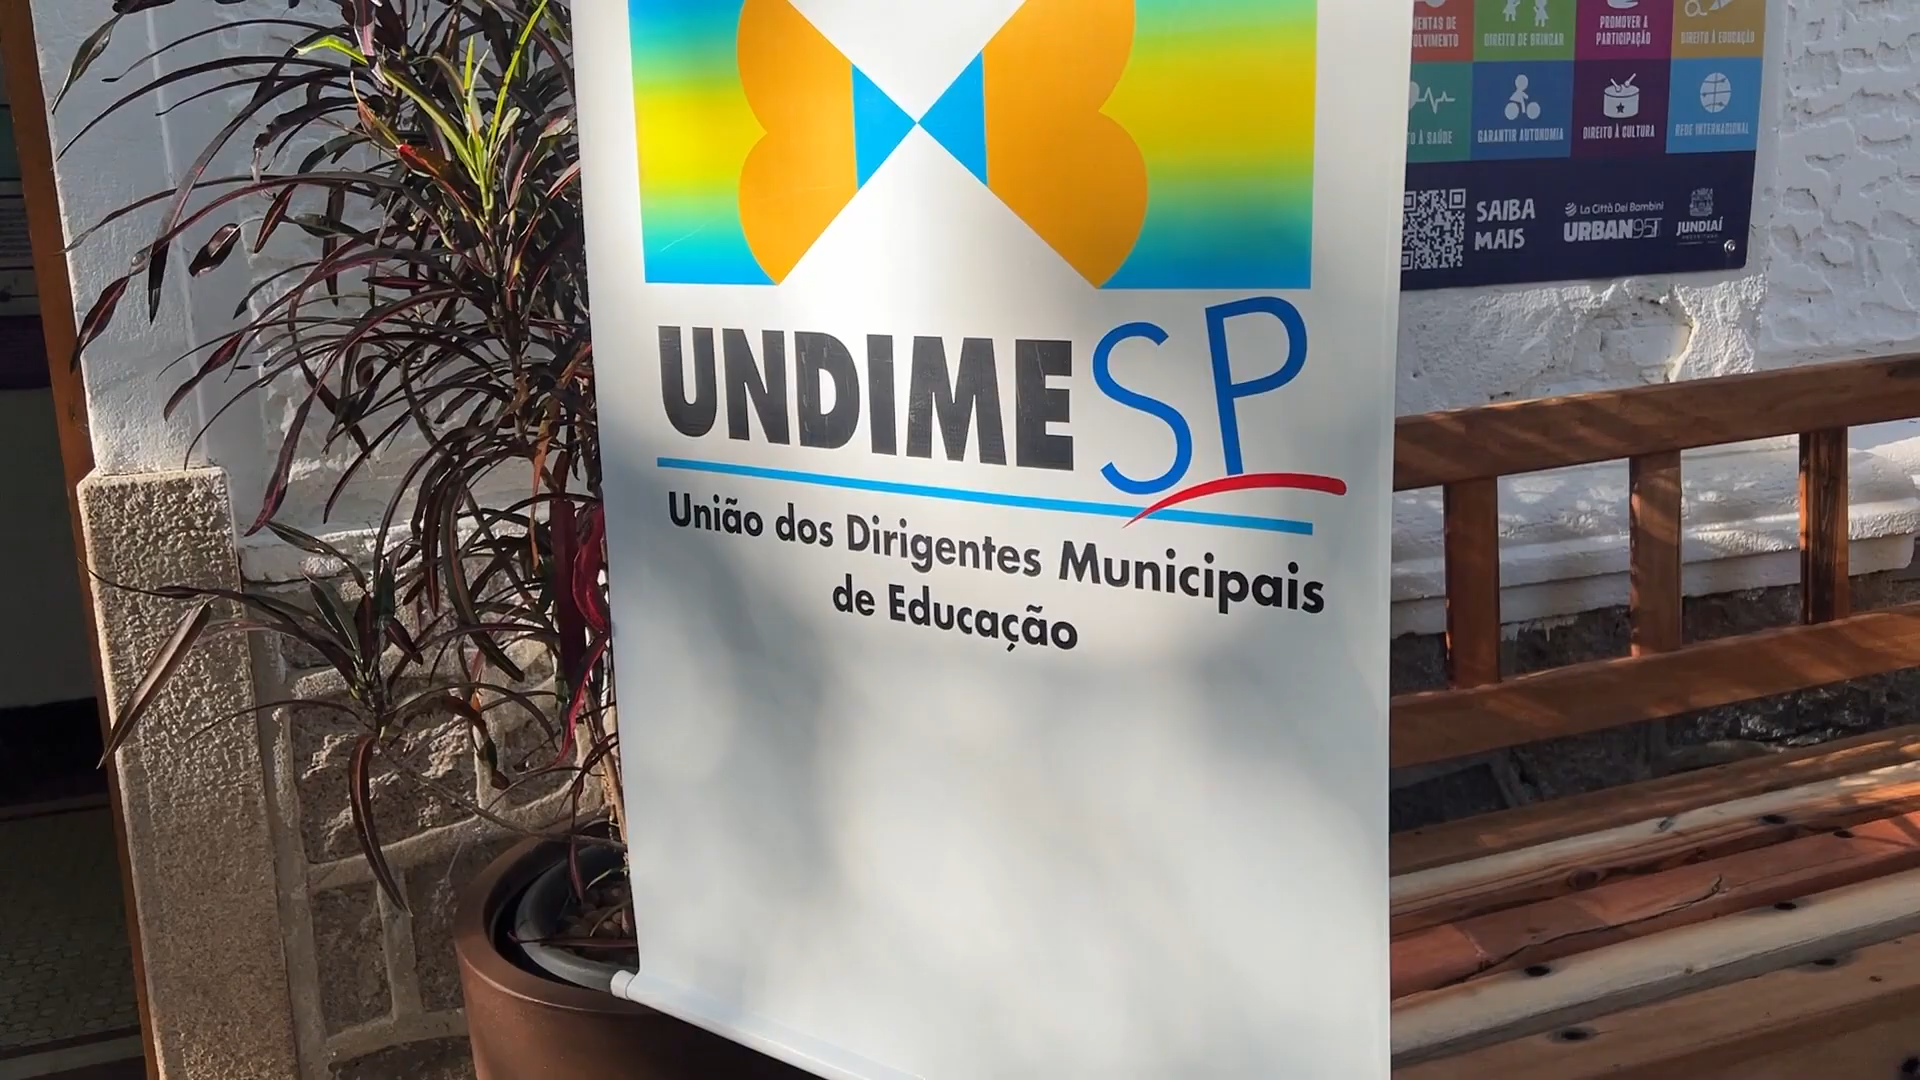 UNDIME SP
União dos Dirigentes Municipais
de Educação
DIREITO DE BRINCAR
PROMOVER A
PARTICIPAÇÃO
DIREITO À EDUCAÇÃO
GARANTIR AUTONOMIA
DIREITO À CULTURA
REDE INTERNACIONAL
SAIBA
MAIS
La Città Dei Bambini
URBAN95
JUNDIAÍ